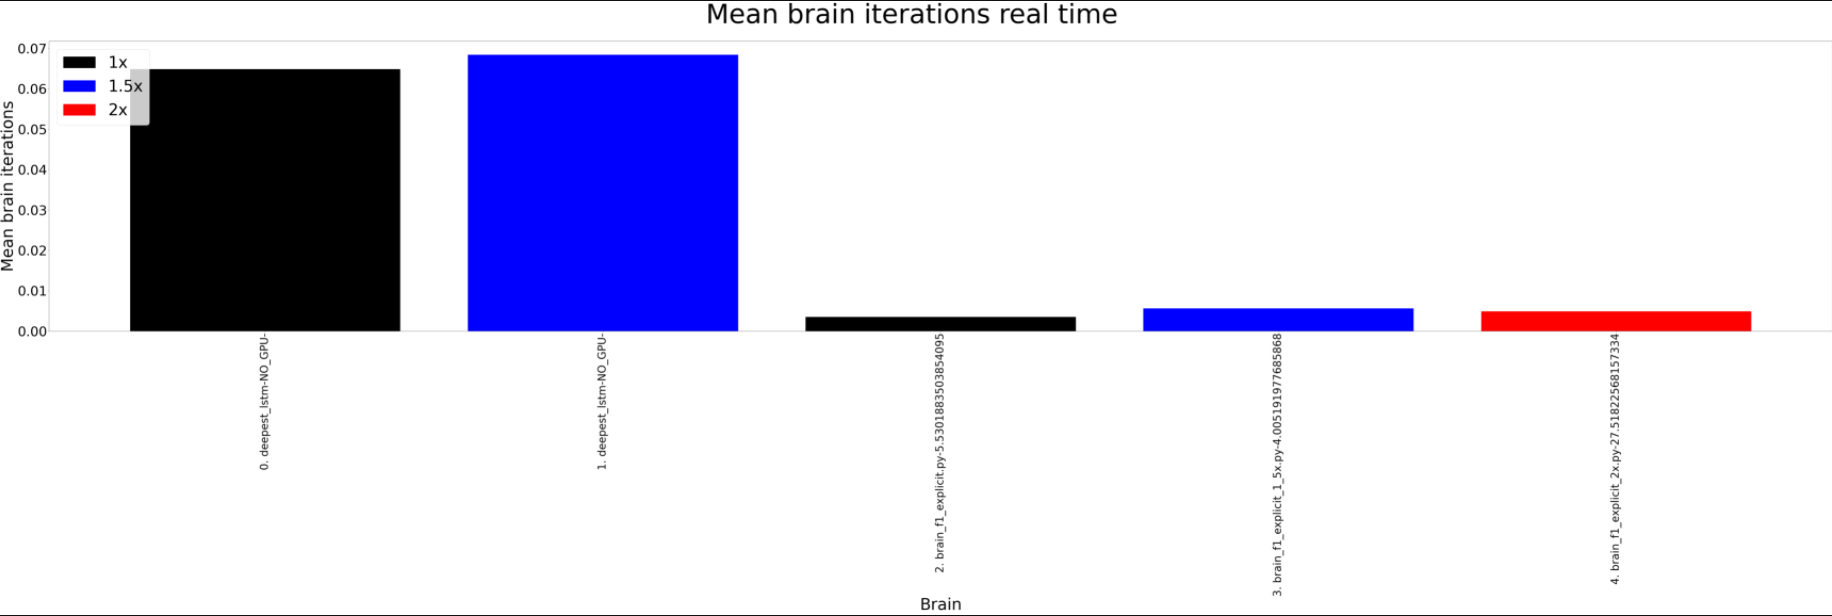 Mean brain iterations real time
Mean brain iterations
0.07
0.06
0.05
0.04
0.03
0.02
0.01
0.00
1x
1.5x
2x
0. deepest_lstm-NO_GPU-
1. deepest_lstm-NO_GPU-
2. brain_f1_explicit.py-5.5301883503854095
3. brain_f1_explicit_1_5x.py-4.005191977685868
4. brain_f1_explicit_2x.py-27.51822568157334
Brain